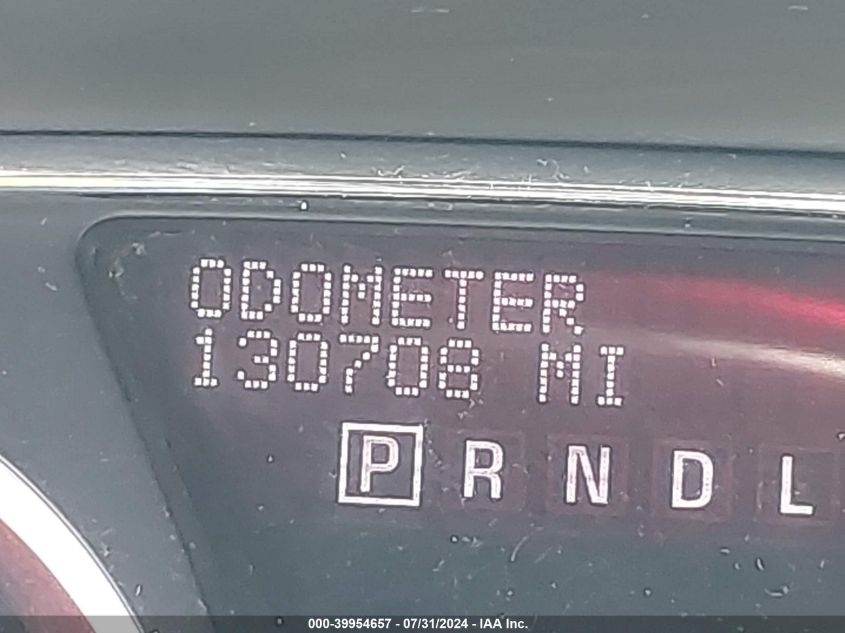 ODOMETER
130708 MI
P R N D L
000-39954657 - 07/31/2024 - IAA Inc.